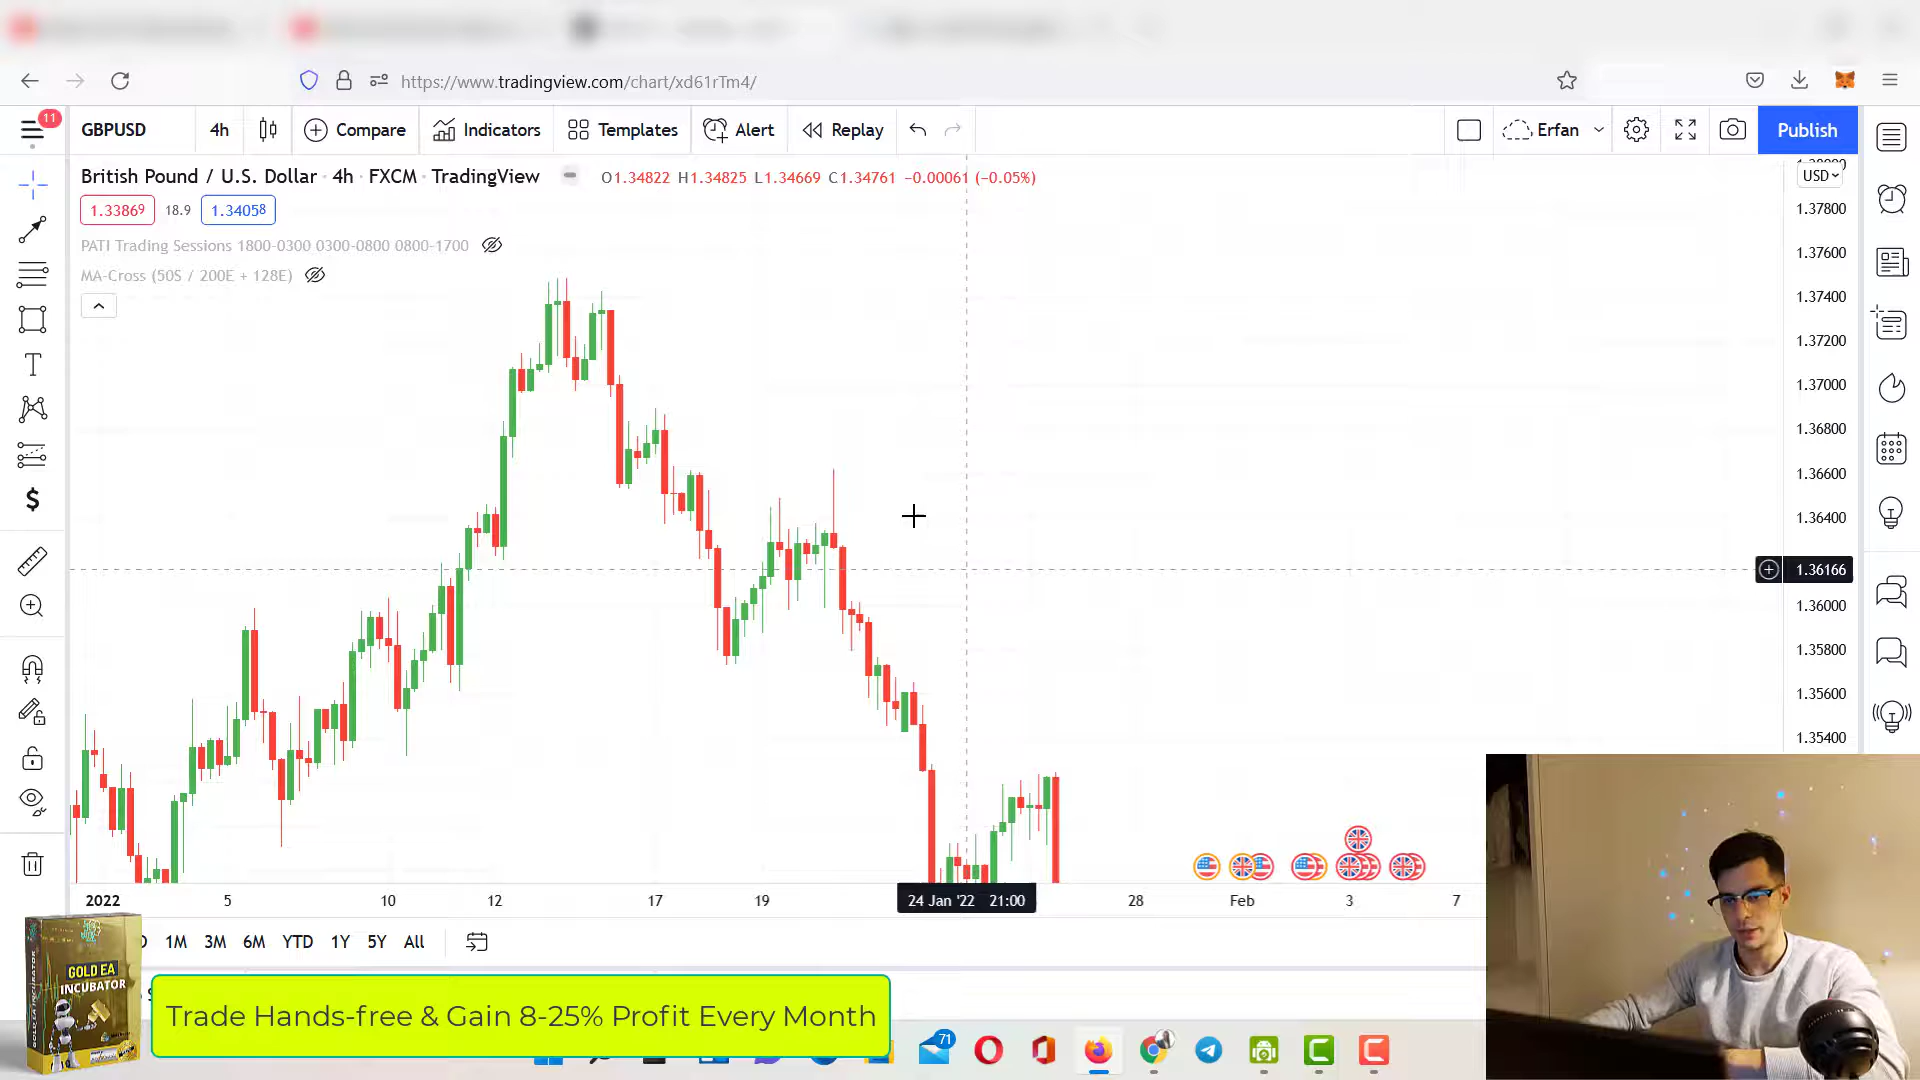 https://www.tradingview.com/chart/xd61rTm4/
11
GBPUSD
4h
Compare
Indicators
Templates
Alert
Replay
Erfan
Publish
British Pound / U.S. Dollar · 4h · FXCM · TradingView
O1.34822 H1.34825 L1.34669 C1.34761 −0.00061 (−0.05%)
USD
1.33869
18.9
1.34058
PATI Trading Sessions 1800-0300 0300-0800 0800-1700
MA-Cross (50S / 200E + 128E)
1.37800
1.37600
1.37400
1.37200
1.37000
1.36800
1.36600
1.36400
1.36166
1.36000
1.35800
1.35600
1.35400
2022
5
10
12
17
19
24 Jan '22 21:00
28
Feb
3
7
1M
3M
6M
YTD
1Y
5Y
All
GOLD EA
INCUBATOR
GOLD EA INCUBATOR
Trade Hands-free & Gain 8-25% Profit Every Month
71